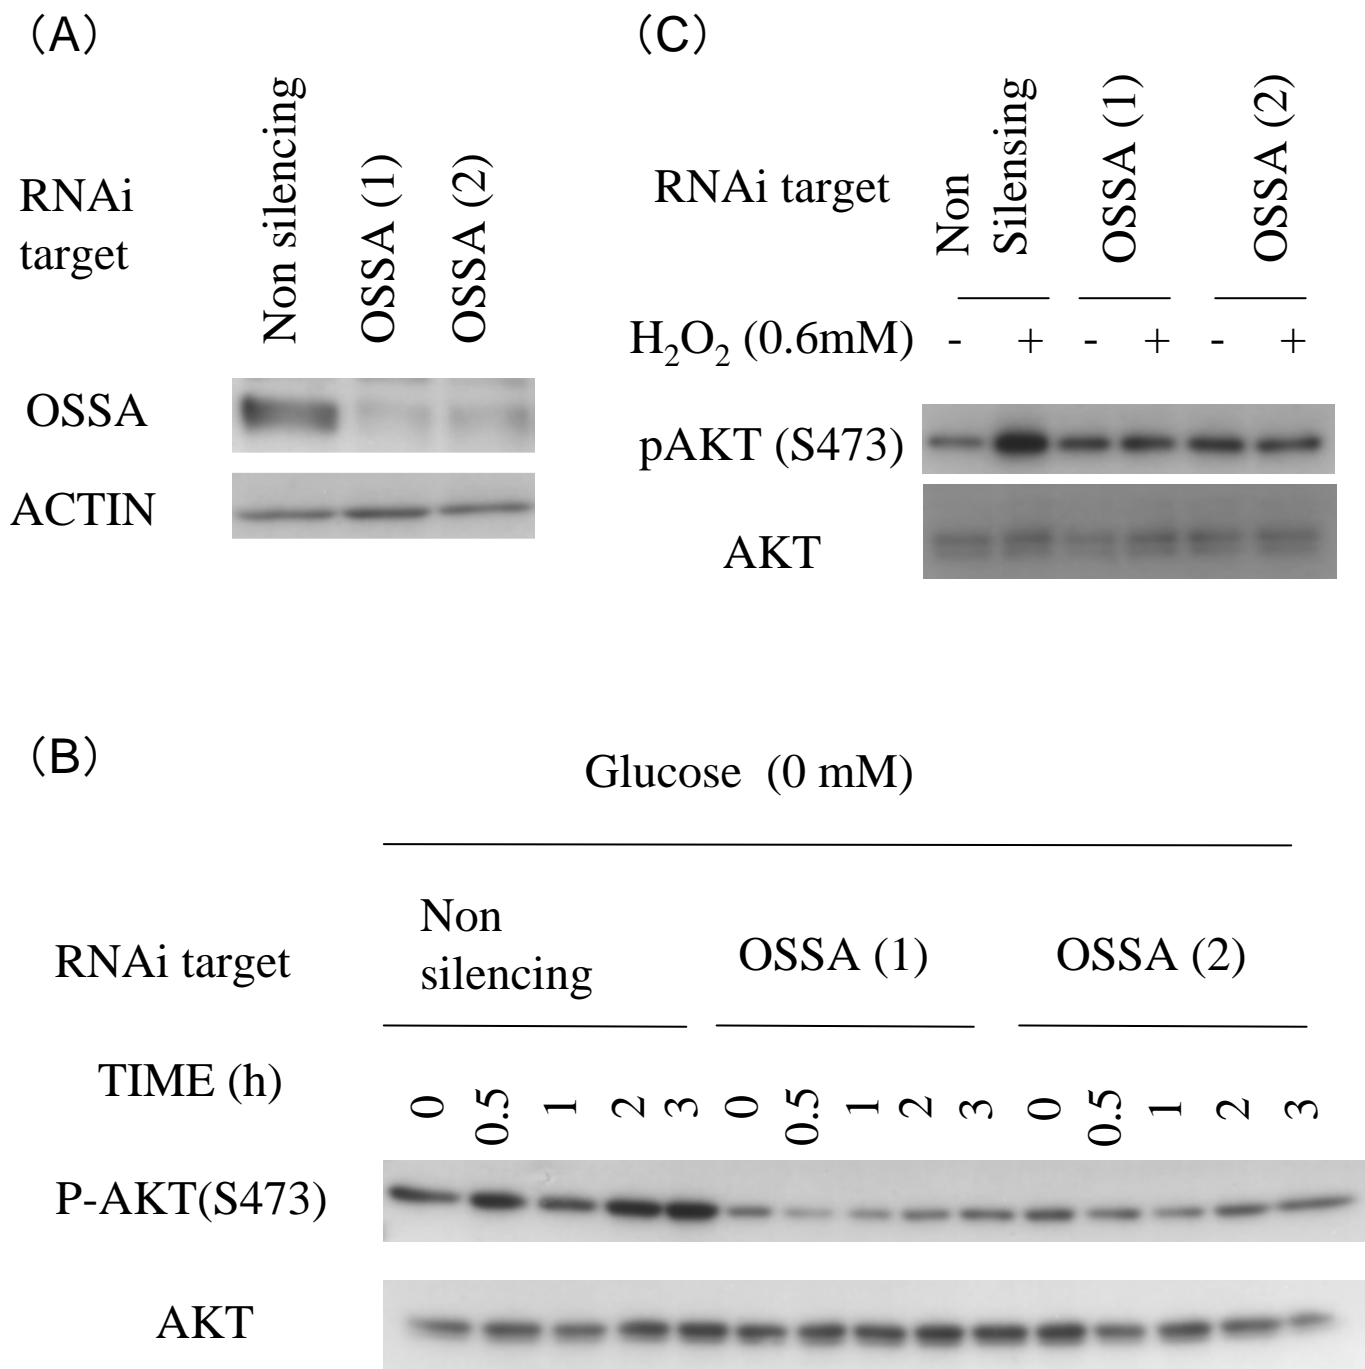 （A）
RNAi
target
Non silencing
OSSA (1)
OSSA (2)
OSSA
ACTIN
（C）
RNAi target
Non
Silensing
OSSA (1)
OSSA (2)
H₂O₂ (0.6mM) - + - + - +
pAKT (S473)
AKT
（B）
Glucose (0 mM)
RNAi target
Non
silencing
OSSA (1)
OSSA (2)
TIME (h)
0 0.5 1 2 3 0 0.5 1 2 3 0 0.5 1 2 3
P-AKT(S473)
AKT